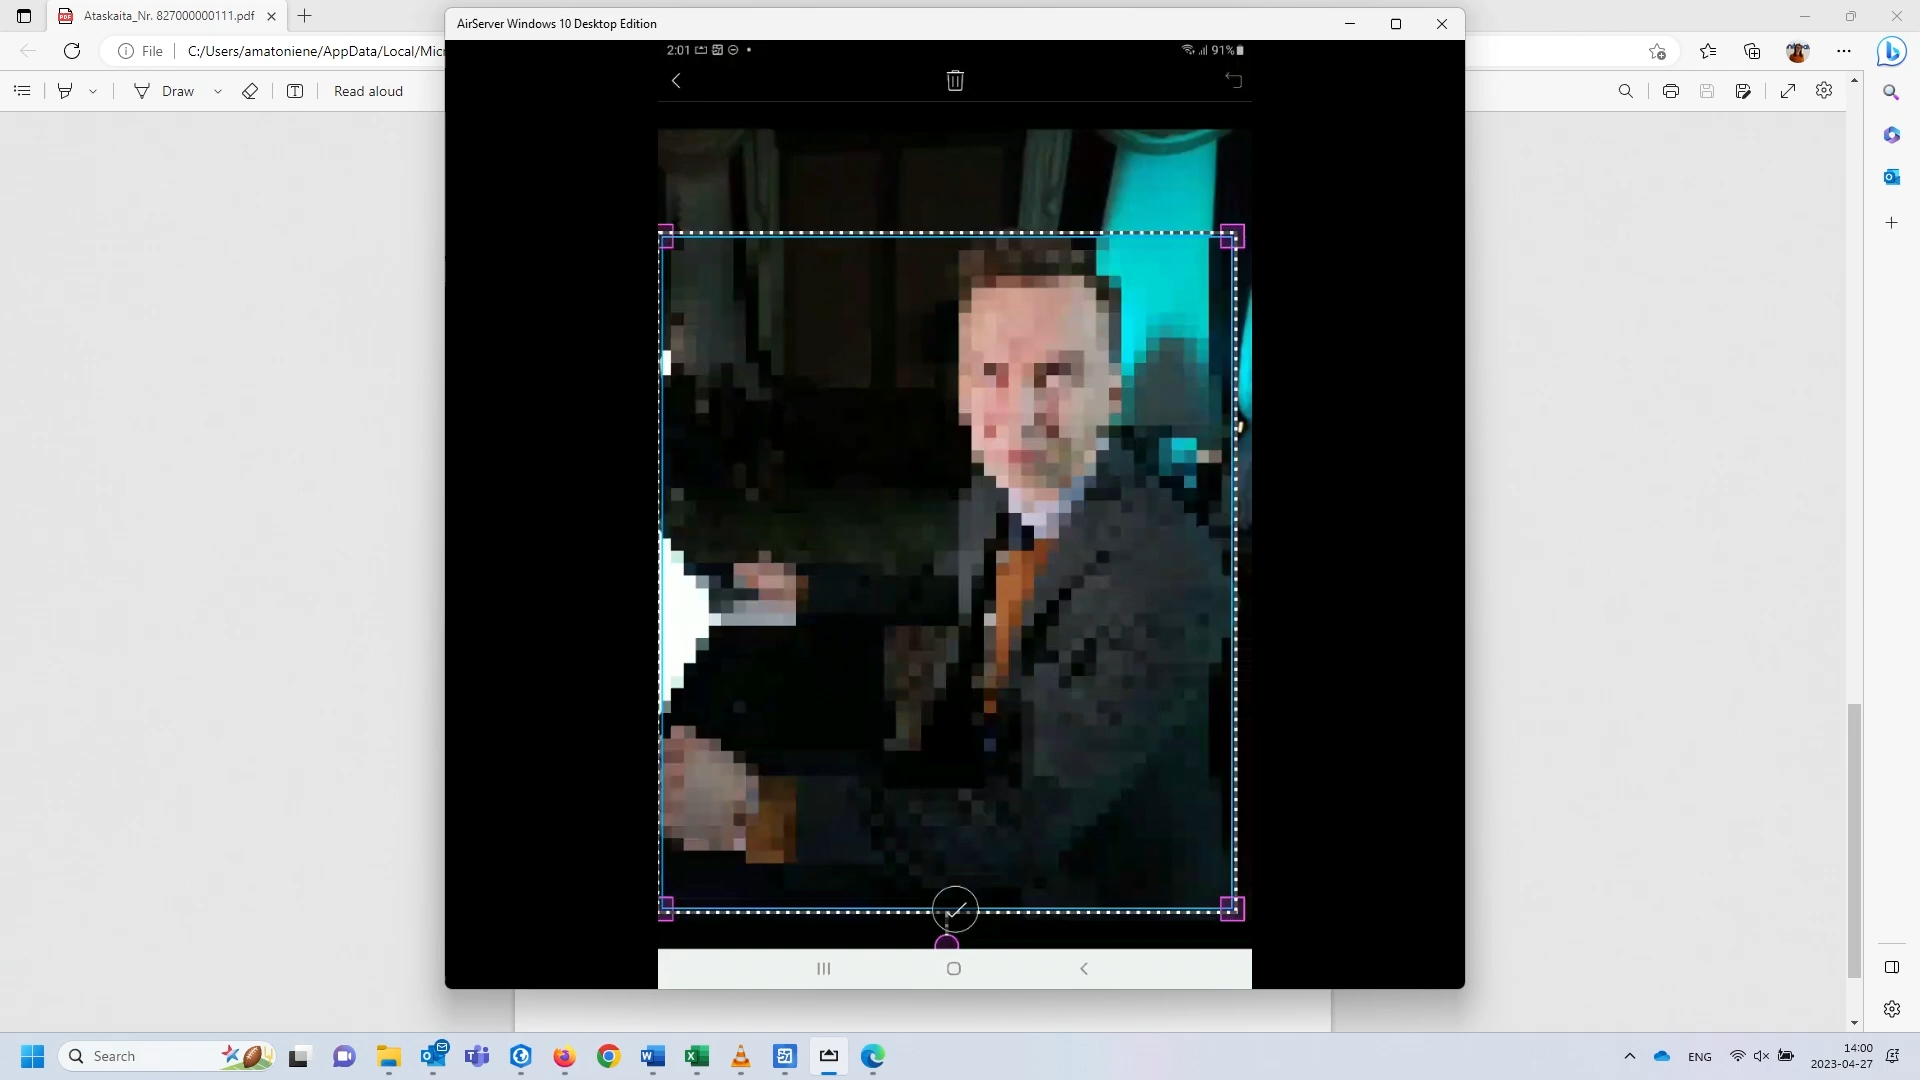 Ataskaita_Nr. 827000000111.pdf
AirServer Windows 10 Desktop Edition
File
C:/Users/amatoniene/AppData/Local/Micr
2:01
91%
Draw
Read aloud
Search
ENG
14:00
2023-04-27